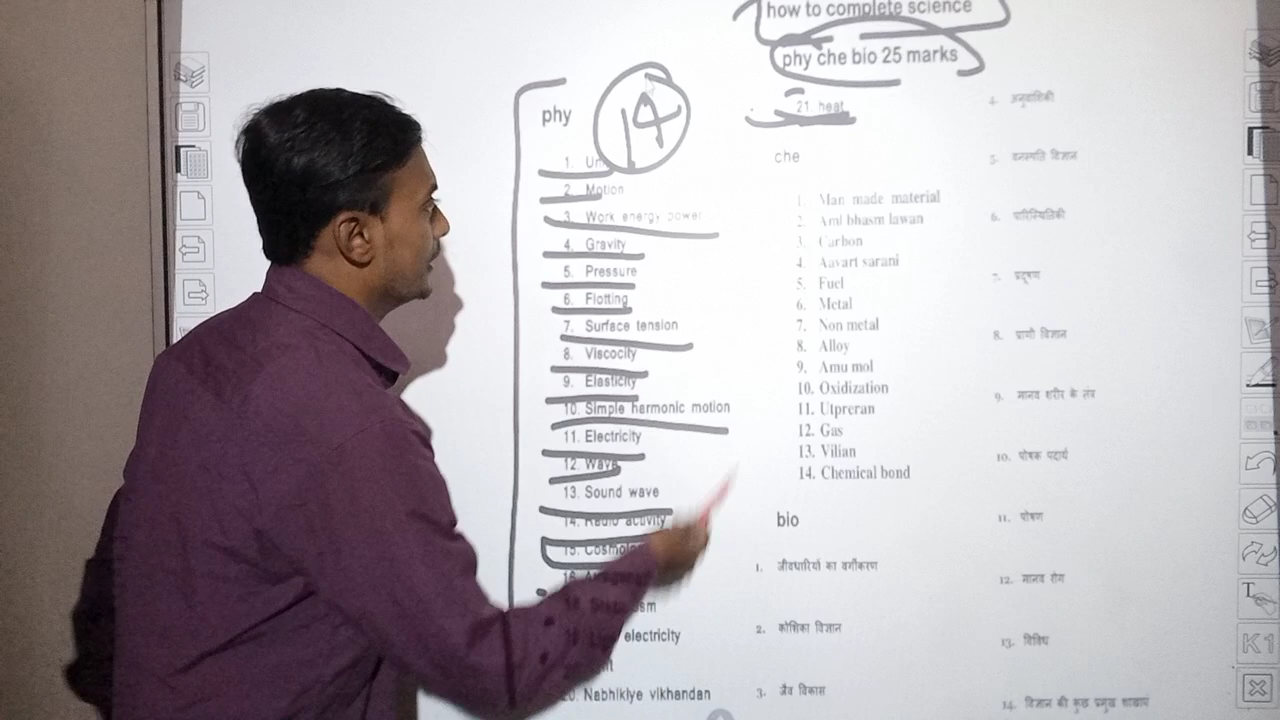 how to complete science
phy che bio 25 marks
phy
14
1. Un
2. Motion
3. Work energy power
4. Gravity
5. Pressure
6. Flotting
7. Surface tension
8. Viscocity
9. Elasticity
10. Simple harmonic motion
11. Electricity
12. Wave
13. Sound wave
14. Radio activity
15. Cosmolo
electricity
20. Nabhikiye vikhandan
21. heat
che
1. Man made material
2. Aml bhasm lawan
3. Carbon
4. Aavart sarani
5. Fuel
6. Metal
7. Non metal
8. Alloy
9. Amu mol
10. Oxidization
11. Utpreran
12. Gas
13. Vilian
14. Chemical bond
bio
1. जीवधारियों का वर्गीकरण
2. कोशिका विज्ञान
3. जैव विकास
4. अनुवांशिकी
5. वनस्पति विज्ञान
6. पारिस्थितिकी
7. प्रदूषण
8. प्राणी विज्ञान
9. मानव शरीर के तंत्र
10. पोषक पदार्थ
11. पोषण
12. मानव रोग
13. विविध
14. विज्ञान की कुछ प्रमुख शाखाएं
T
K1